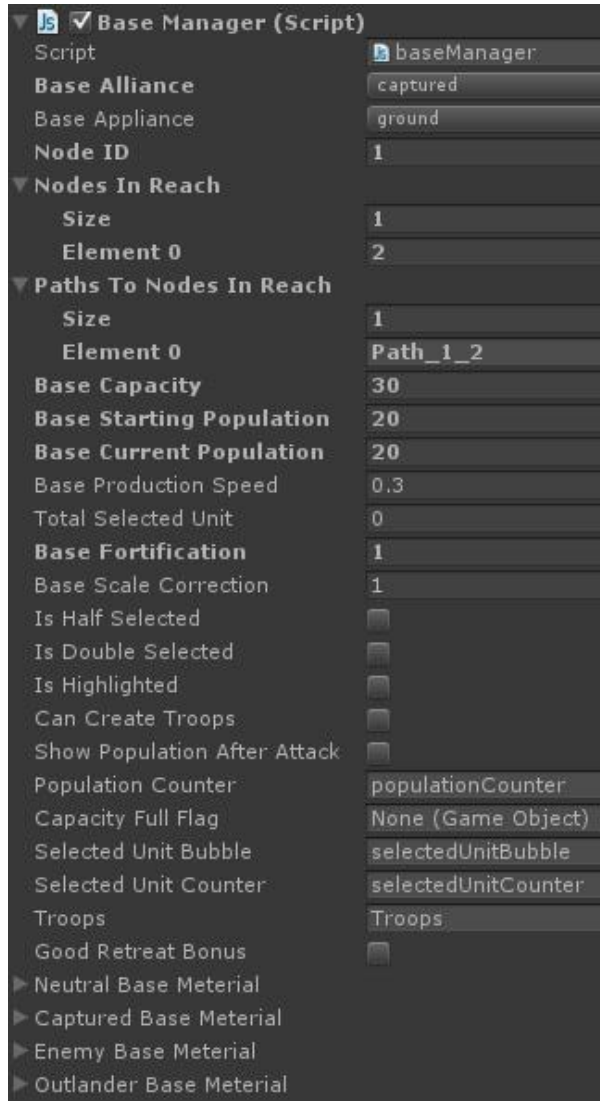 Js Base Manager (Script)
Script baseManager
Base Alliance captured
Base Appliance ground
Node ID 1
Nodes In Reach
Size 1
Element 0 2
Paths To Nodes In Reach
Size 1
Element 0 Path_1_2
Base Capacity 30
Base Starting Population 20
Base Current Population 20
Base Production Speed 0.3
Total Selected Unit 0
Base Fortification 1
Base Scale Correction 1
Is Half Selected
Is Double Selected
Is Highlighted
Can Create Troops
Show Population After Attack
Population Counter populationCounter
Capacity Full Flag None (Game Object)
Selected Unit Bubble selectedUnitBubble
Selected Unit Counter selectedUnitCounter
Troops Troops
Good Retreat Bonus
Neutral Base Meterial
Captured Base Meterial
Enemy Base Meterial
Outlander Base Meterial